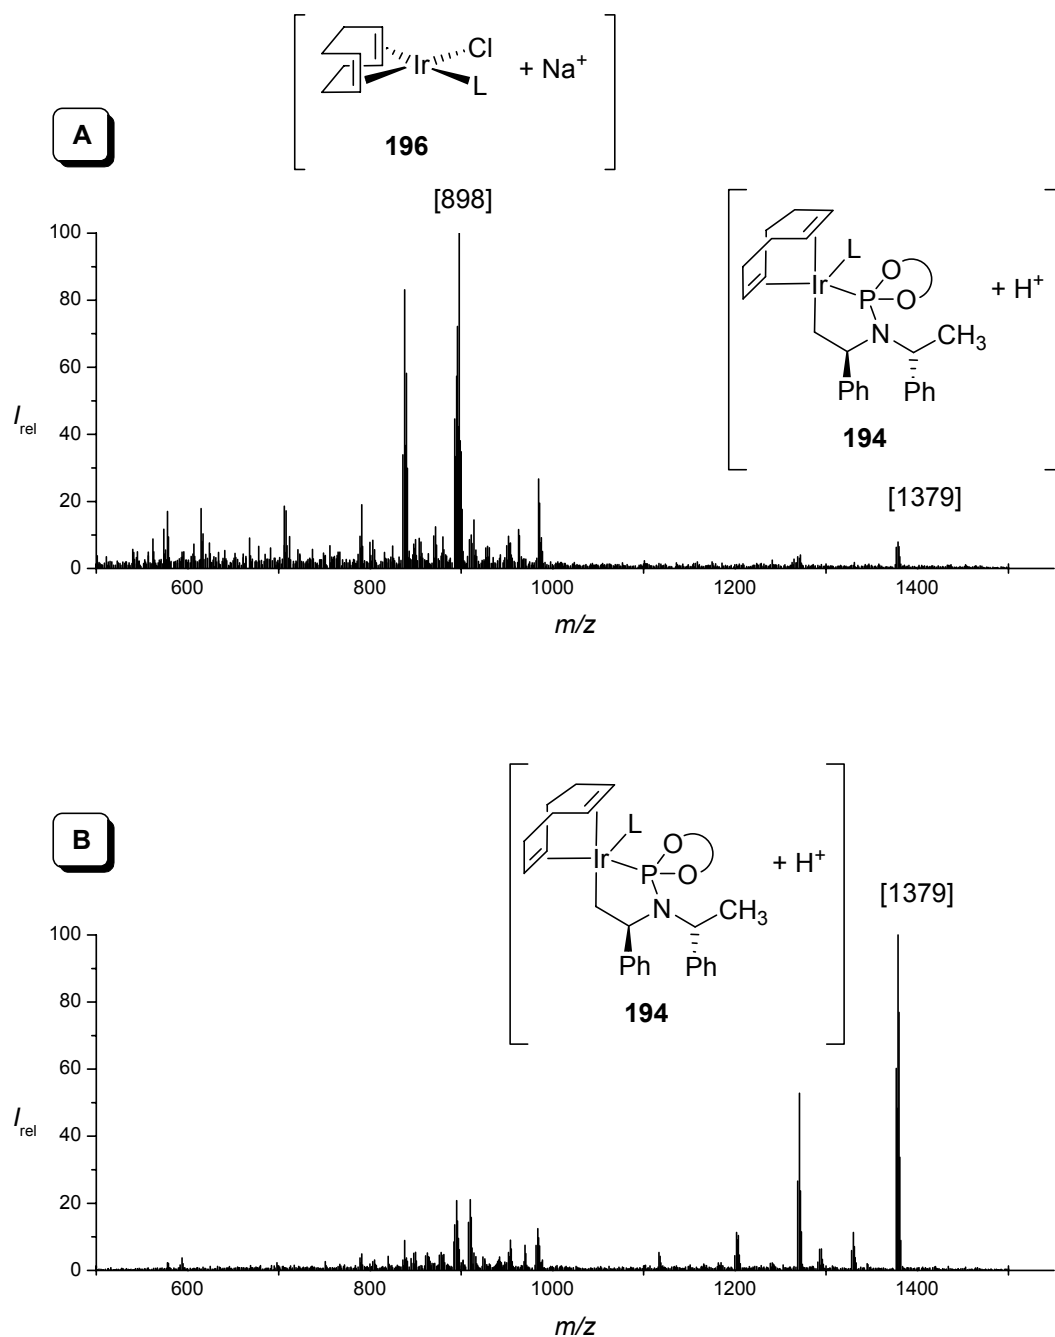 A
Ir
Cl
L
+ Na+
196
[898]
L
Ir
P
O
O
N
CH3
Ph
Ph
+ H+
194
[1379]
100
80
60
40
20
0
Irel
600 800 1000 1200 1400
m/z
B
L
Ir
P
O
O
N
CH3
Ph
Ph
+ H+
194
[1379]
100
80
60
40
20
0
Irel
600 800 1000 1200 1400
m/z